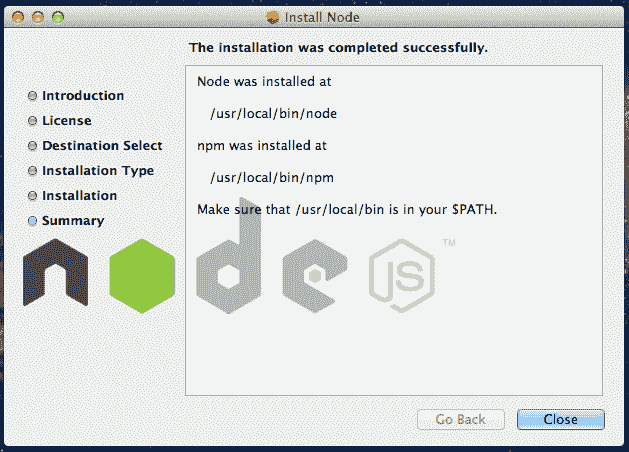 Install Node
The installation was completed successfully.
Introduction
License
Destination Select
Installation Type
Installation
Summary
Node was installed at
/usr/local/bin/node
npm was installed at
/usr/local/bin/npm
Make sure that /usr/local/bin is in your $PATH.
node JS ™
Go Back
Close